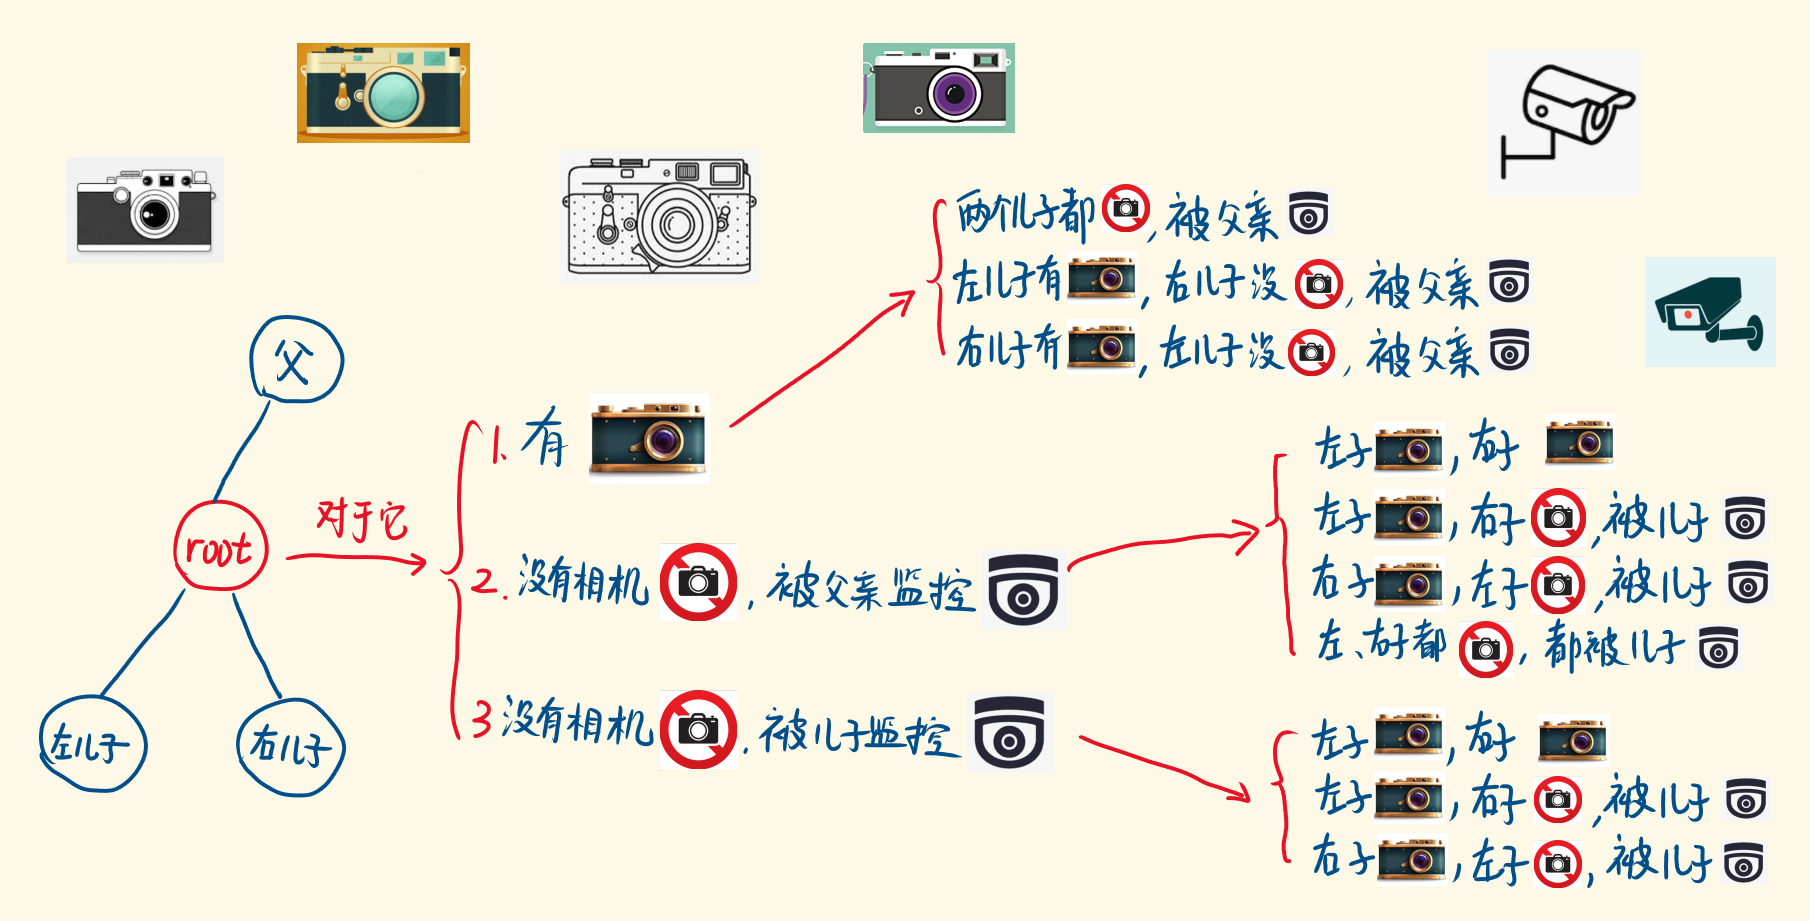 父
root
左儿子
右儿子
对于它
1. 有
2. 没有相机 , 被父亲监控
3 没有相机 , 被儿子监控
两个儿子都 , 被父亲
左儿子有 , 右儿子没 , 被父亲
右儿子有 , 左儿子没 , 被父亲
左子 , 右子
左子 , 右子 , 被儿子
右子 , 左子 , 被儿子
左、右子都 , 都被儿子
左子 , 右子
左子 , 右子 , 被儿子
右子 , 左子 , 被儿子